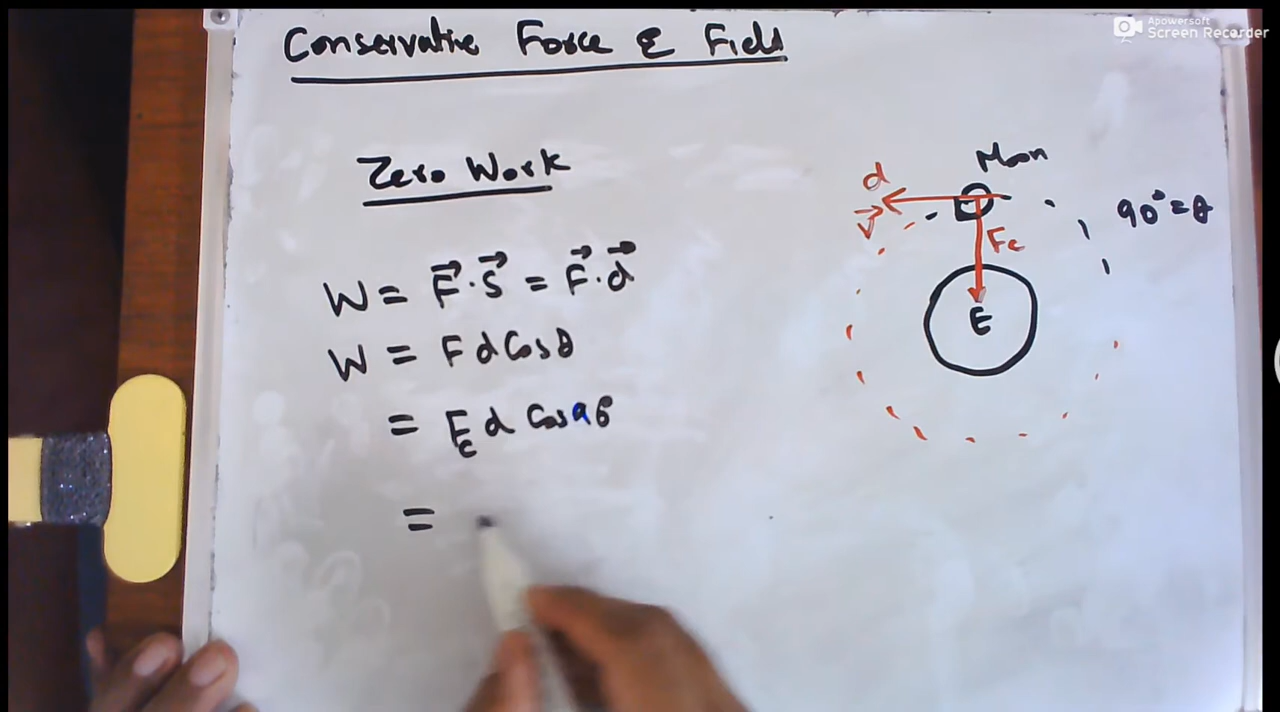 Conservative Force & Field
Apowersoft
Screen Recorder
Zero Work
Moon
d
V
90° = θ
Fc
E
W = F · S = F · d
W = F d Cos θ
= Fc d Cos 90°
=